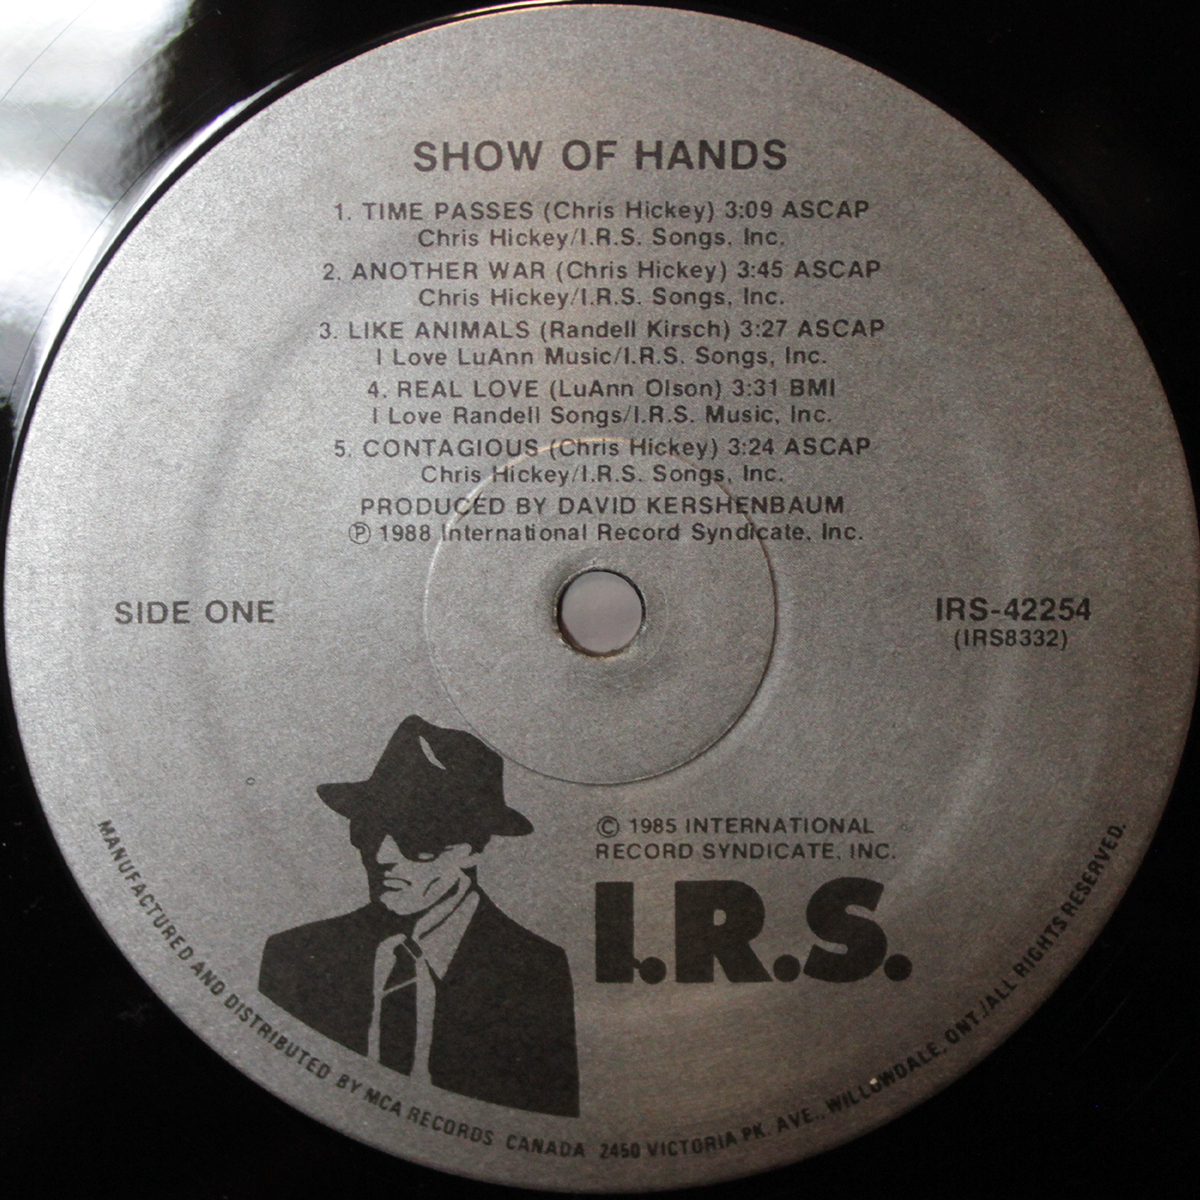 SHOW OF HANDS
1. TIME PASSES (Chris Hickey) 3:09 ASCAP
Chris Hickey/I.R.S. Songs, Inc.
2. ANOTHER WAR (Chris Hickey) 3:45 ASCAP
Chris Hickey/I.R.S. Songs, Inc.
3. LIKE ANIMALS (Randell Kirsch) 3:27 ASCAP
I Love LuAnn Music/I.R.S. Songs, Inc.
4. REAL LOVE (LuAnn Olson) 3:31 BMI
I Love Randell Songs/I.R.S. Music, Inc.
5. CONTAGIOUS (Chris Hickey) 3:24 ASCAP
Chris Hickey/I.R.S. Songs, Inc.
PRODUCED BY DAVID KERSHENBAUM
℗ 1988 International Record Syndicate, Inc.
SIDE ONE
IRS-42254
(IRS8332)
© 1985 INTERNATIONAL
RECORD SYNDICATE, INC.
I.R.S.
MANUFACTURED AND DISTRIBUTED BY MCA RECORDS CANADA 2450 VICTORIA PK. AVE., WILLOWDALE, ONT./ALL RIGHTS RESERVED.